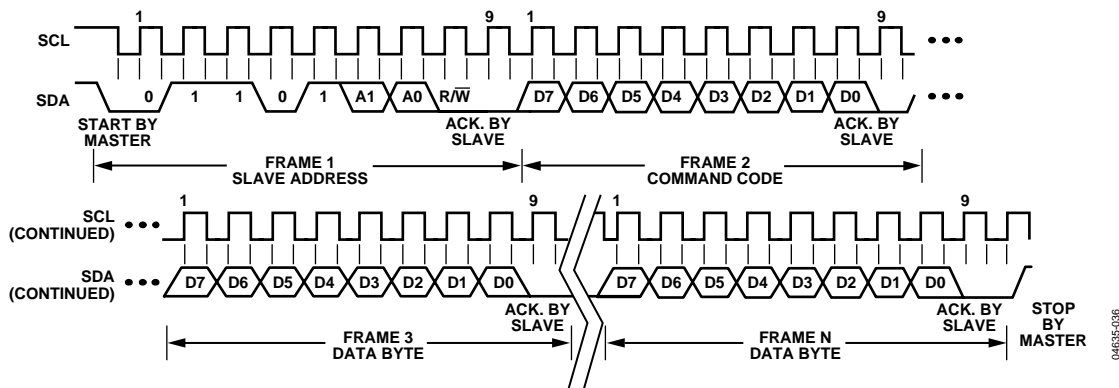 1 9 1 9
SCL
SDA 0 1 1 0 1 A1 A0 R/W̅ D7 D6 D5 D4 D3 D2 D1 D0
START BY MASTER
ACK. BY SLAVE
ACK. BY SLAVE
FRAME 1 SLAVE ADDRESS
FRAME 2 COMMAND CODE
1 9 1 9
SCL (CONTINUED)
SDA (CONTINUED) D7 D6 D5 D4 D3 D2 D1 D0 D7 D6 D5 D4 D3 D2 D1 D0
ACK. BY SLAVE
ACK. BY SLAVE
STOP BY MASTER
FRAME 3 DATA BYTE
FRAME N DATA BYTE
04635-036